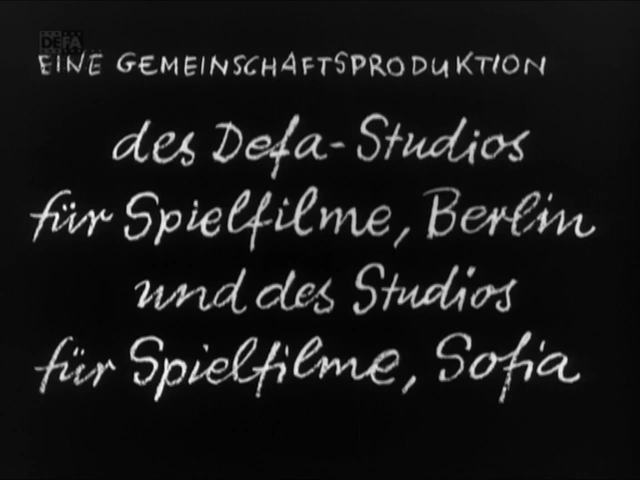 DEFA
EINE GEMEINSCHAFTSPRODUKTION
des Defa-Studios
für Spielfilme, Berlin
und des Studios
für Spielfilme, Sofia